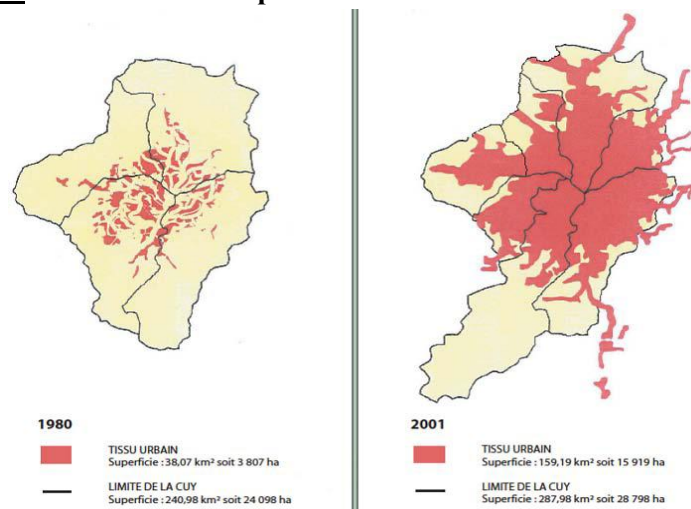 1980
TISSU URBAIN
Superficie : 38,07 km² soit 3 807 ha
LIMITE DE LA CUY
Superficie : 240,98 km² soit 24 098 ha
2001
TISSU URBAIN
Superficie : 159,19 km² soit 15 919 ha
LIMITE DE LA CUY
Superficie : 287,98 km² soit 28 798 ha